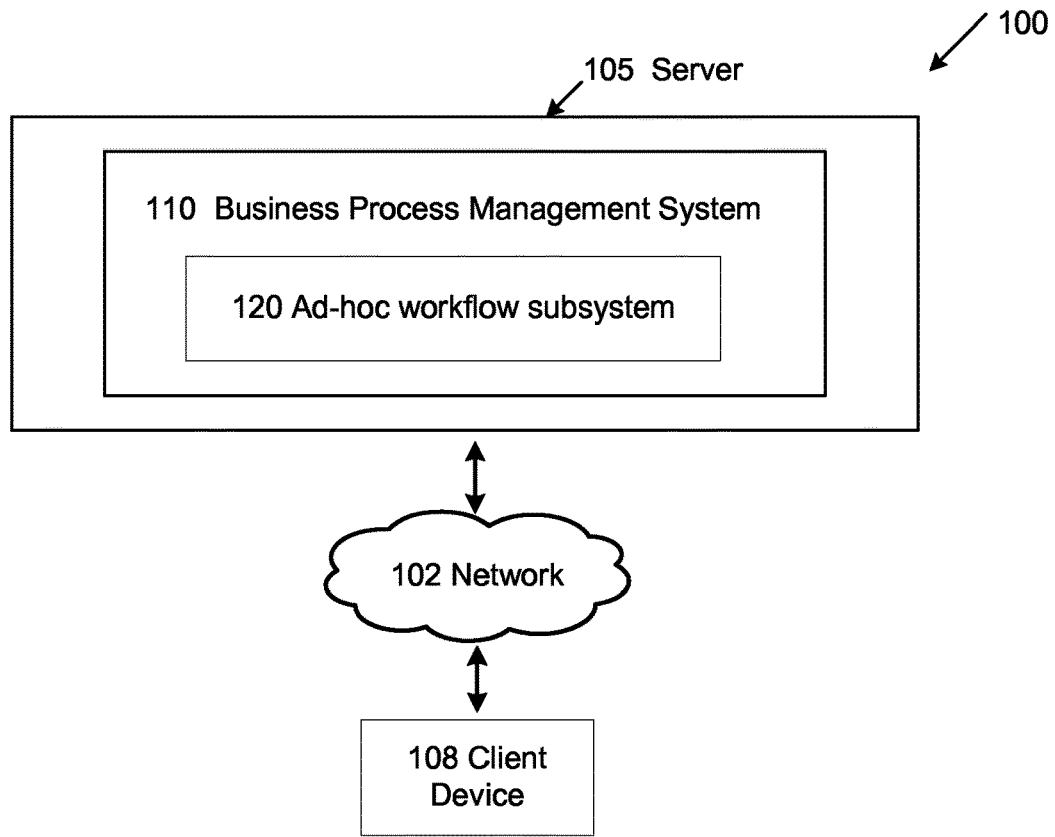 100
105 Server
110 Business Process Management System
120 Ad-hoc workflow subsystem
102 Network
108 Client
Device